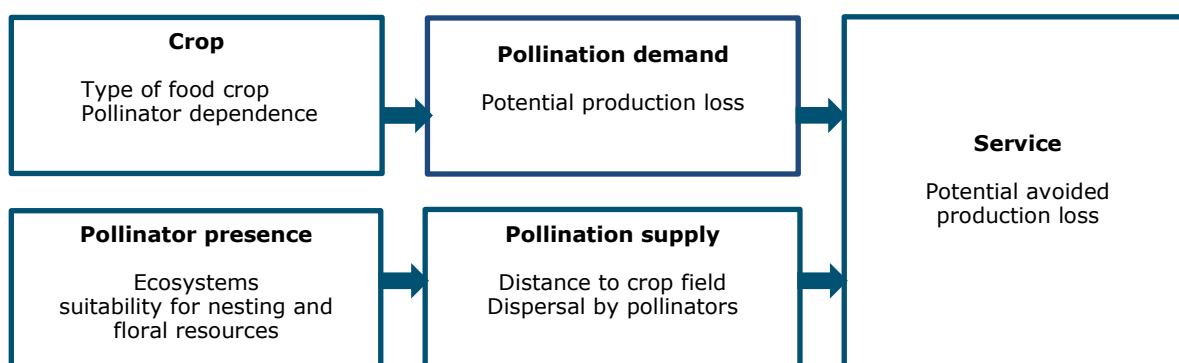 Crop
Type of food crop
Pollinator dependence
Pollination demand
Potential production loss
Pollinator presence
Ecosystems
suitability for nesting and
floral resources
Pollination supply
Distance to crop field
Dispersal by pollinators
Service
Potential avoided
production loss